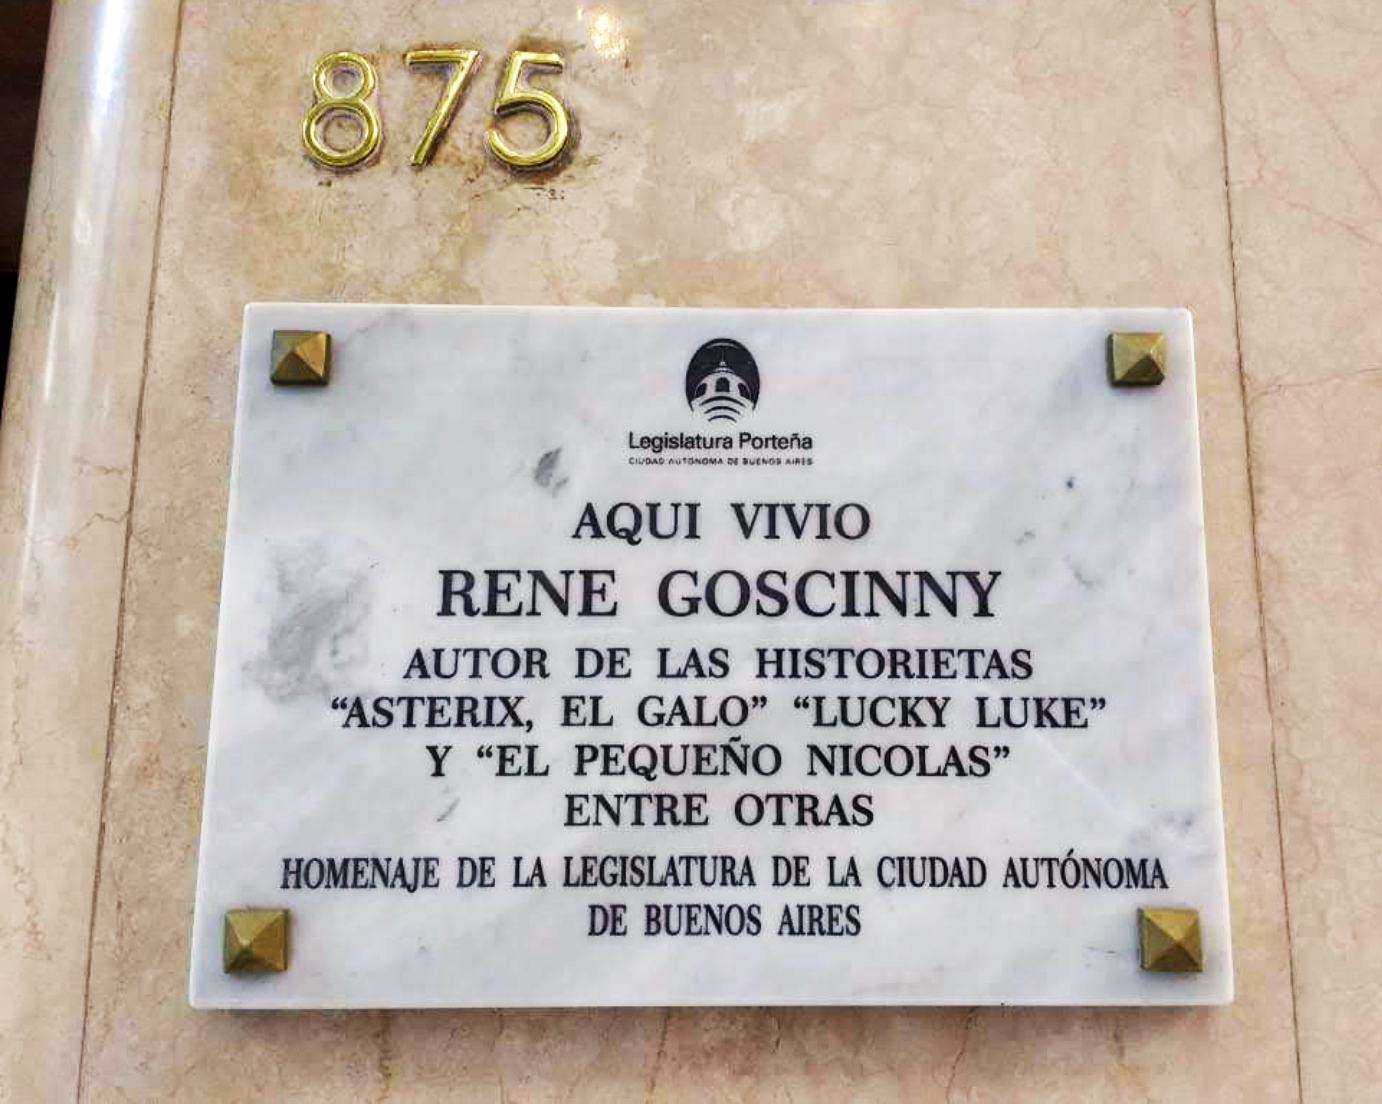 875
Legislatura Porteña
CIUDAD AUTÓNOMA DE BUENOS AIRES
AQUI VIVIO
RENE GOSCINNY
AUTOR DE LAS HISTORIETAS
“ASTERIX, EL GALO” “LUCKY LUKE”
Y “EL PEQUEÑO NICOLAS”
ENTRE OTRAS
HOMENAJE DE LA LEGISLATURA DE LA CIUDAD AUTÓNOMA
DE BUENOS AIRES